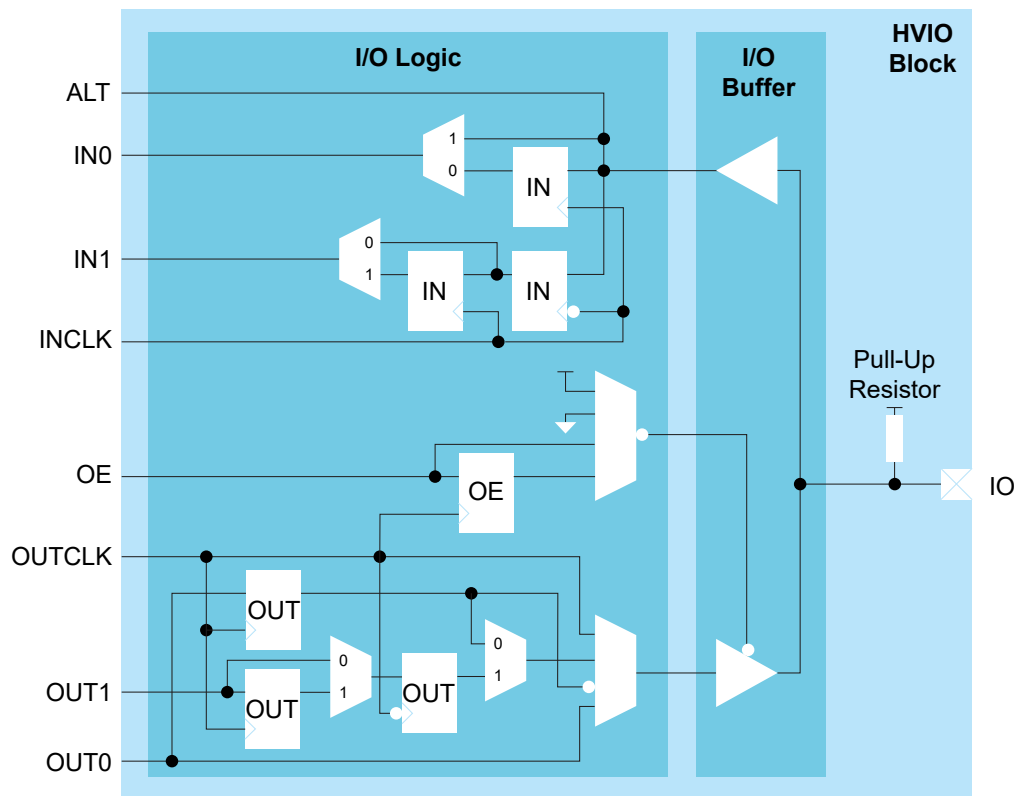 HVIO
Block
I/O Logic
I/O
Buffer
ALT
1
IN0
0
IN
0
IN1
1
IN
IN
INCLK
Pull-Up
Resistor
OE
OE
IO
OUTCLK
OUT
0
0
1
OUT1
1
OUT
OUT
OUT0